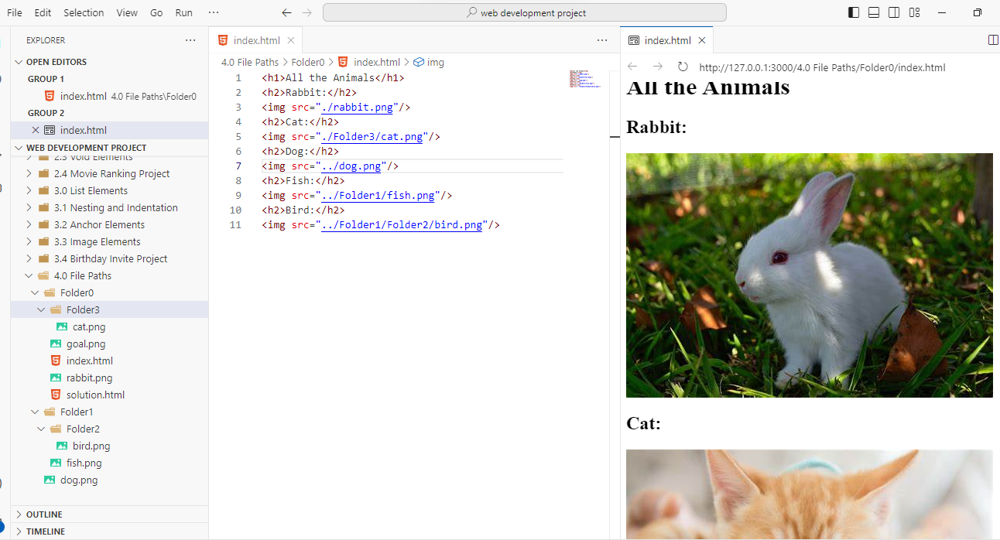 File Edit Selection View Go Run ···
web development project
EXPLORER ···
OPEN EDITORS
GROUP 1
index.html 4.0 File Paths\Folder0
GROUP 2
index.html
WEB DEVELOPMENT PROJECT
2.3 Void Elements
2.4 Movie Ranking Project
3.0 List Elements
3.1 Nesting and Indentation
3.2 Anchor Elements
3.3 Image Elements
3.4 Birthday Invite Project
4.0 File Paths
Folder0
Folder3
cat.png
goal.png
index.html
rabbit.png
solution.html
Folder1
Folder2
bird.png
fish.png
dog.png
OUTLINE
TIMELINE
index.html
4.0 File Paths > Folder0 > index.html > img
1 <h1>All the Animals</h1>
2 <h2>Rabbit:</h2>
3 <img src="./rabbit.png"/>
4 <h2>Cat:</h2>
5 <img src="./Folder3/cat.png"/>
6 <h2>Dog:</h2>
7 <img src="../dog.png"/>
8 <h2>Fish:</h2>
9 <img src="../Folder1/fish.png"/>
10 <h2>Bird:</h2>
11 <img src="../Folder1/Folder2/bird.png"/>
index.html
http://127.0.0.1:3000/4.0 File Paths/Folder0/index.html
All the Animals
Rabbit:
Cat: